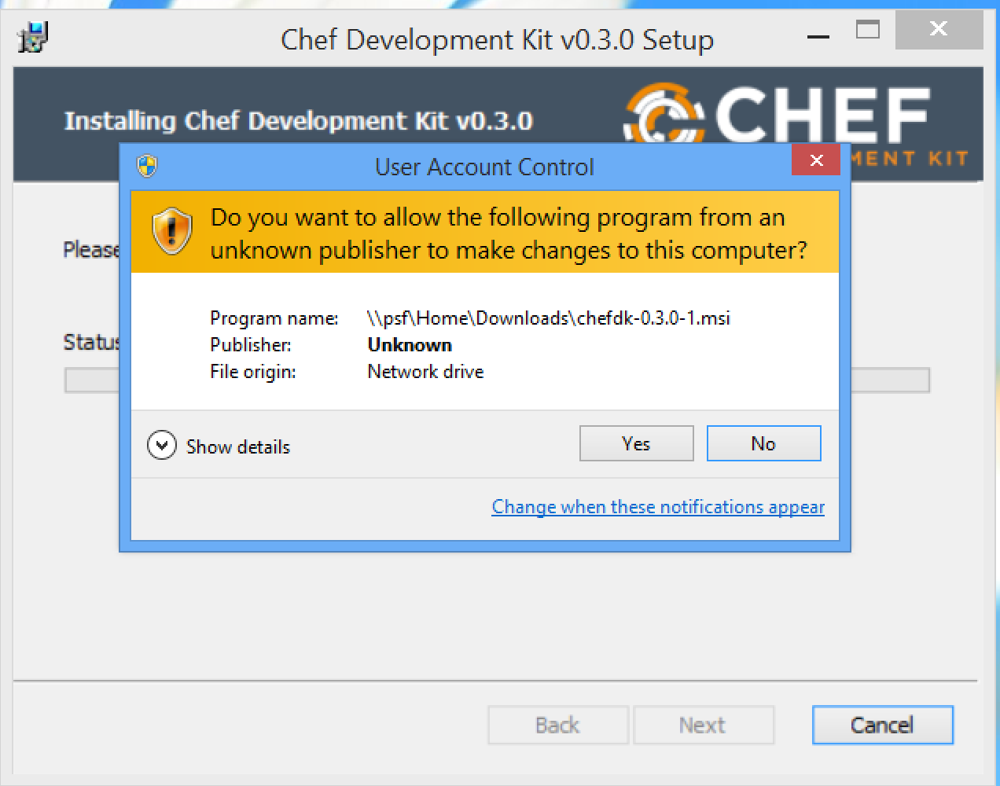 Chef Development Kit v0.3.0 Setup
Installing Chef Development Kit v0.3.0
CHEF
MENT KIT
User Account Control
Do you want to allow the following program from an
unknown publisher to make changes to this computer?
Please
Program name: \\psf\Home\Downloads\chefdk-0.3.0-1.msi
Publisher: Unknown
Status
File origin: Network drive
Show details
Yes
No
Change when these notifications appear
Back
Next
Cancel